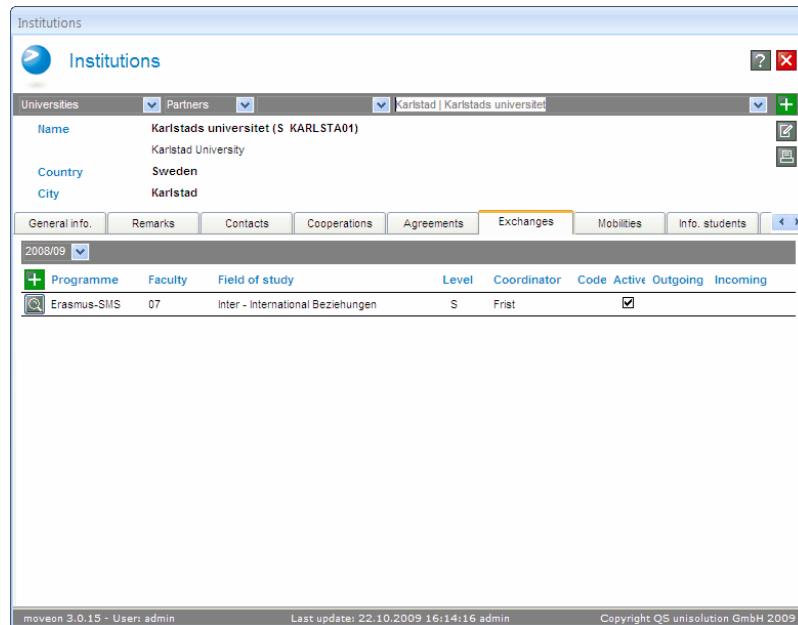 Institutions
Institutions
?
Universities Partners Karlstad | Karlstads universitet
Name Karlstads universitet (S KARLSTA01)
Karlstad University
Country Sweden
City Karlstad
General info. Remarks Contacts Cooperations Agreements Exchanges Mobilities Info. students
2008/09
Programme Faculty Field of study Level Coordinator Code Active Outgoing Incoming
Erasmus-SMS 07 Inter - International Beziehungen S Frist
moveon 3.0.15 - User: admin Last update: 22.10.2009 16:14:16 admin Copyright QS unisolution GmbH 2009